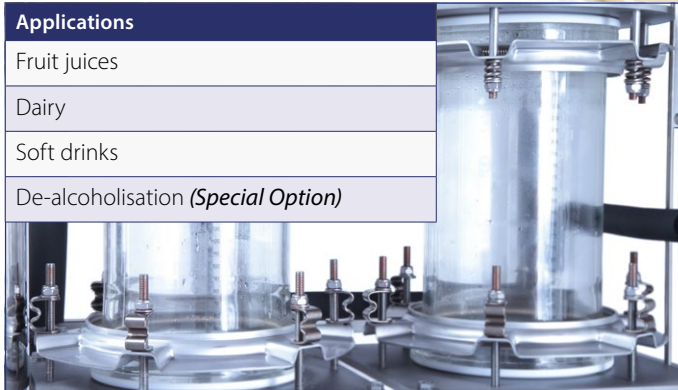 Applications
Fruit juices
Dairy
Soft drinks
De-alcoholisation (Special Option)